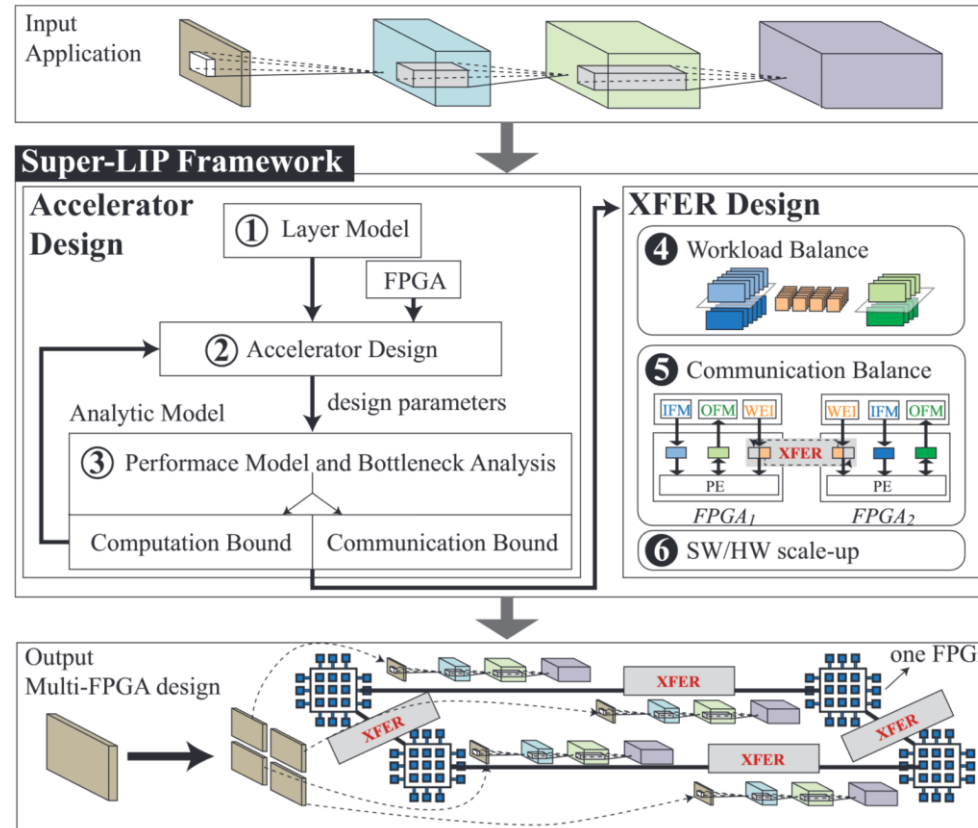 Input
Application
Super-LIP Framework
Accelerator
Design
1 Layer Model
FPGA
2 Accelerator Design
design parameters
Analytic Model
3 Performace Model and Bottleneck Analysis
Computation Bound
Communication Bound
XFER Design
4 Workload Balance
5 Communication Balance
IFM OFM WEI WEI IFM OFM
XFER
PE PE
FPGA1 FPGA2
6 SW/HW scale-up
Output
Multi-FPGA design
one FPG
XFER
XFER
XFER
XFER